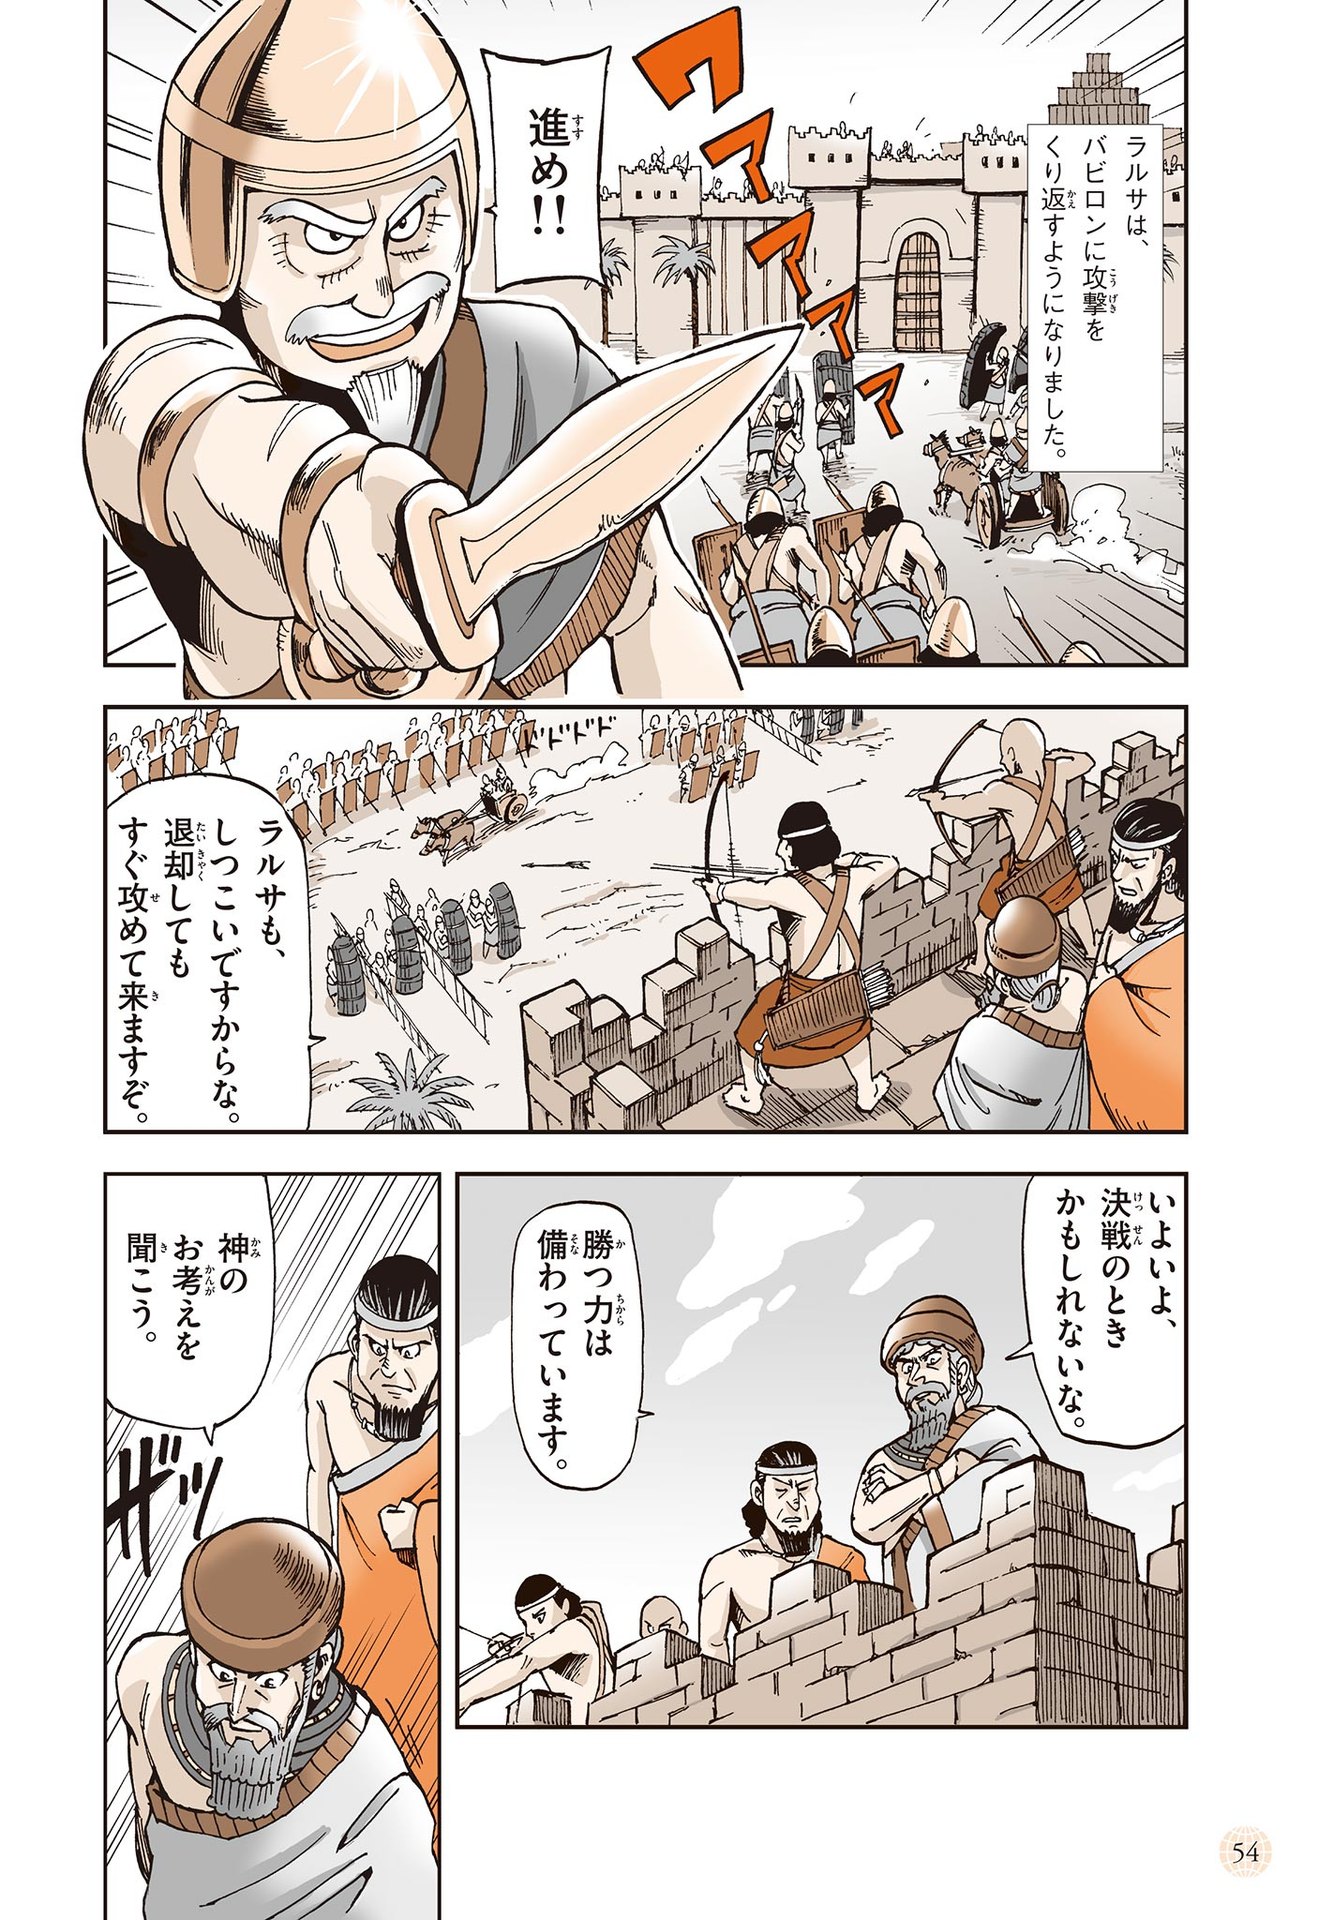 ラルサは、
バビロンに攻撃を
くり返すようになりました。
ワァァァァァ
進め!!
ドドドド
ラルサも、
しつこいですからな。
退却しても
すぐ攻めて来ますぞ。
いよいよ、
決戦のとき
かもしれないな。
勝つ力は
備わっています。
神の
お考えを
聞こう。
ザッ
54